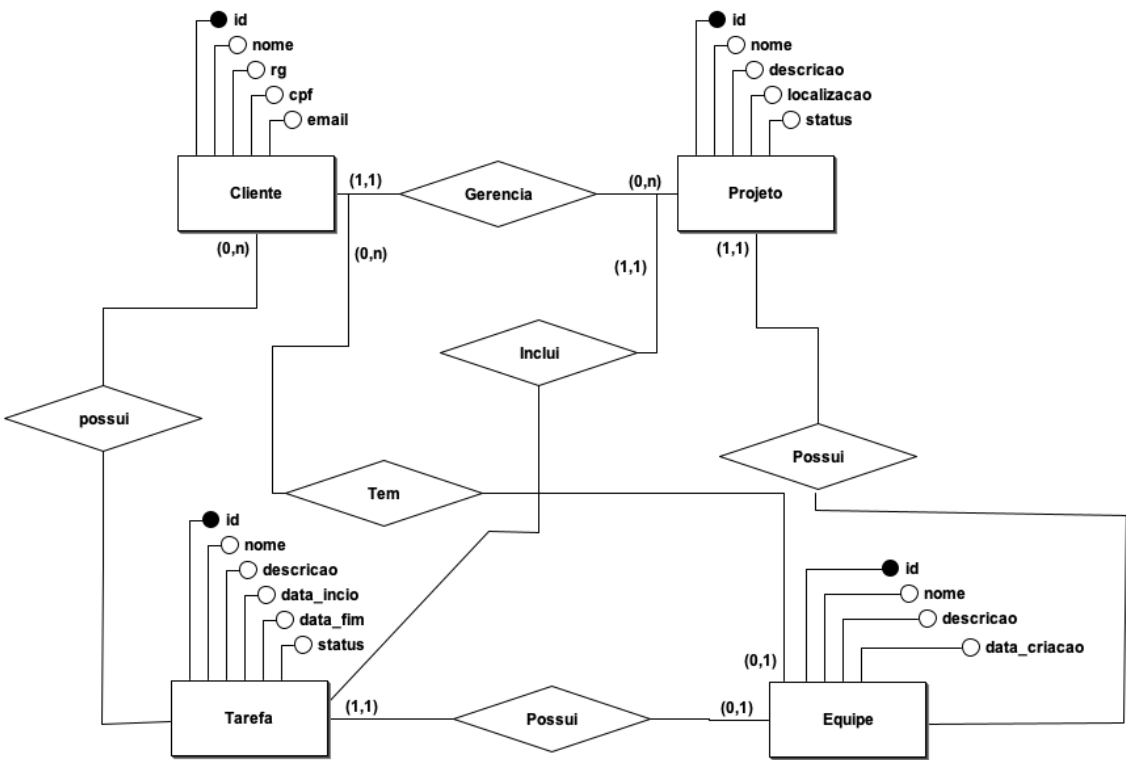 id
nome
rg
cpf
email
Cliente
id
nome
descricao
localizacao
status
Projeto
(1,1)
Gerencia
(0,n)
(0,n)
(0,n)
(1,1)
(1,1)
Inclui
possui
Possui
Tem
id
nome
descricao
data_incio
data_fim
status
Tarefa
id
nome
descricao
data_criacao
Equipe
(0,1)
(1,1)
Possui
(0,1)